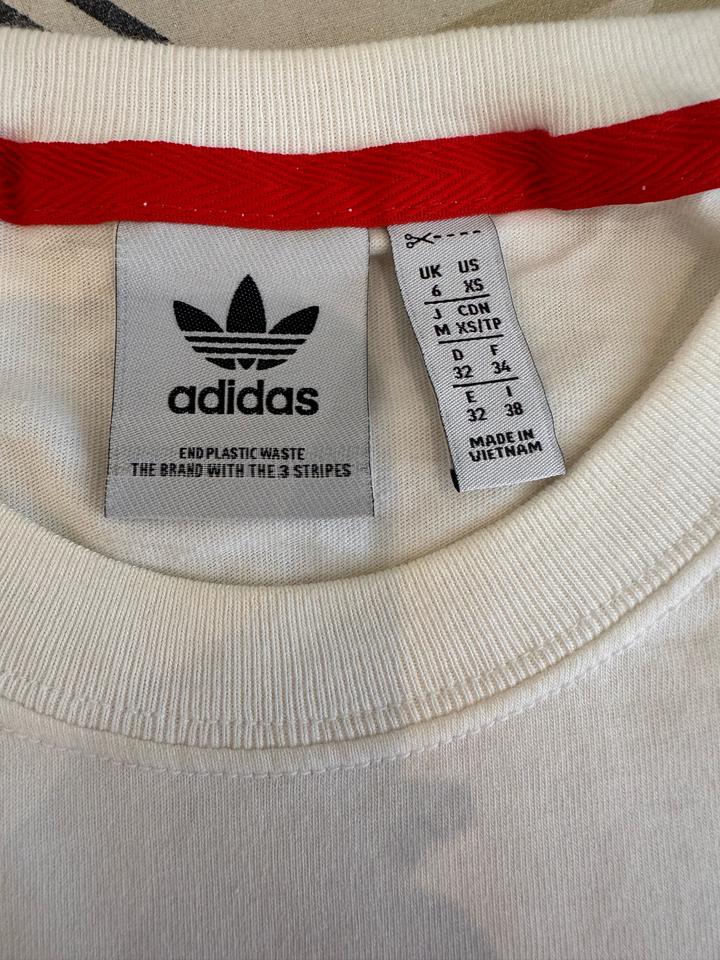 adidas
END PLASTIC WASTE
THE BRAND WITH THE 3 STRIPES
UK US
6 XS
J CDN
M XS/TP
D F
32 34
E I
32 38
MADE IN
VIETNAM